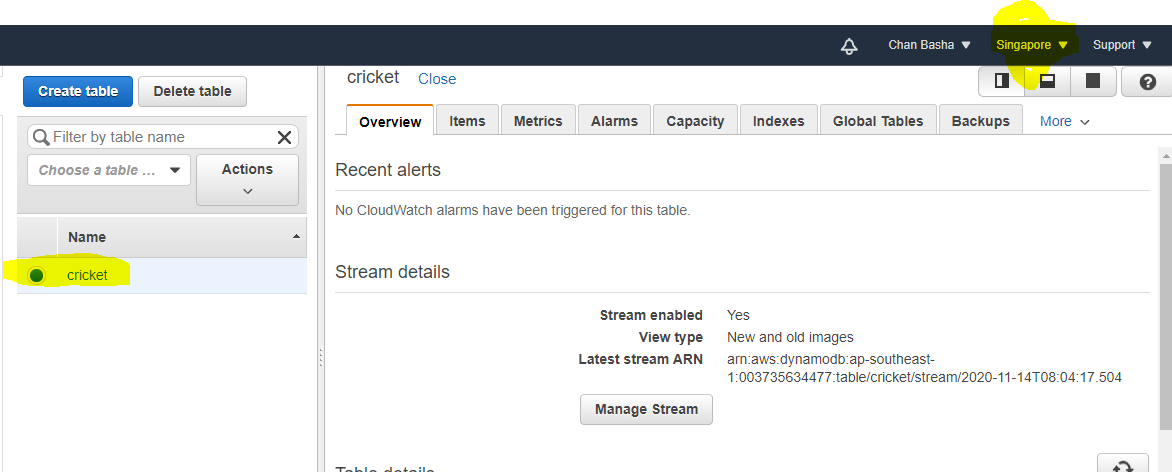 Chan Basha Singapore Support
Create table Delete table
Filter by table name
Choose a table ... Actions
Name
cricket
cricket Close
Overview Items Metrics Alarms Capacity Indexes Global Tables Backups More
Recent alerts
No CloudWatch alarms have been triggered for this table.
Stream details
Stream enabled Yes
View type New and old images
Latest stream ARN arn:aws:dynamodb:ap-southeast-
1:003735634477:table/cricket/stream/2020-11-14T08:04:17.504
Manage Stream
Table details